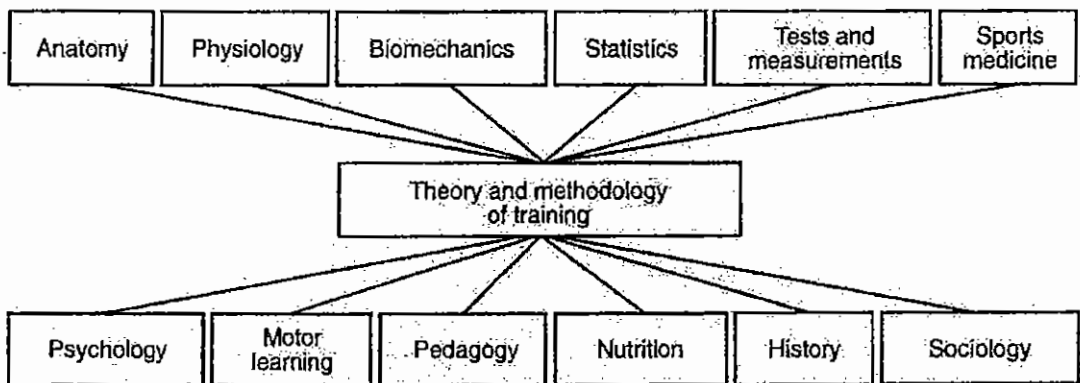 Anatomy
Physiology
Biomechanics
Statistics
Tests and
measurements
Sports
medicine
Theory and methodology
of training
Psychology
Motor
learning
Pedagogy
Nutrition
History
Sociology